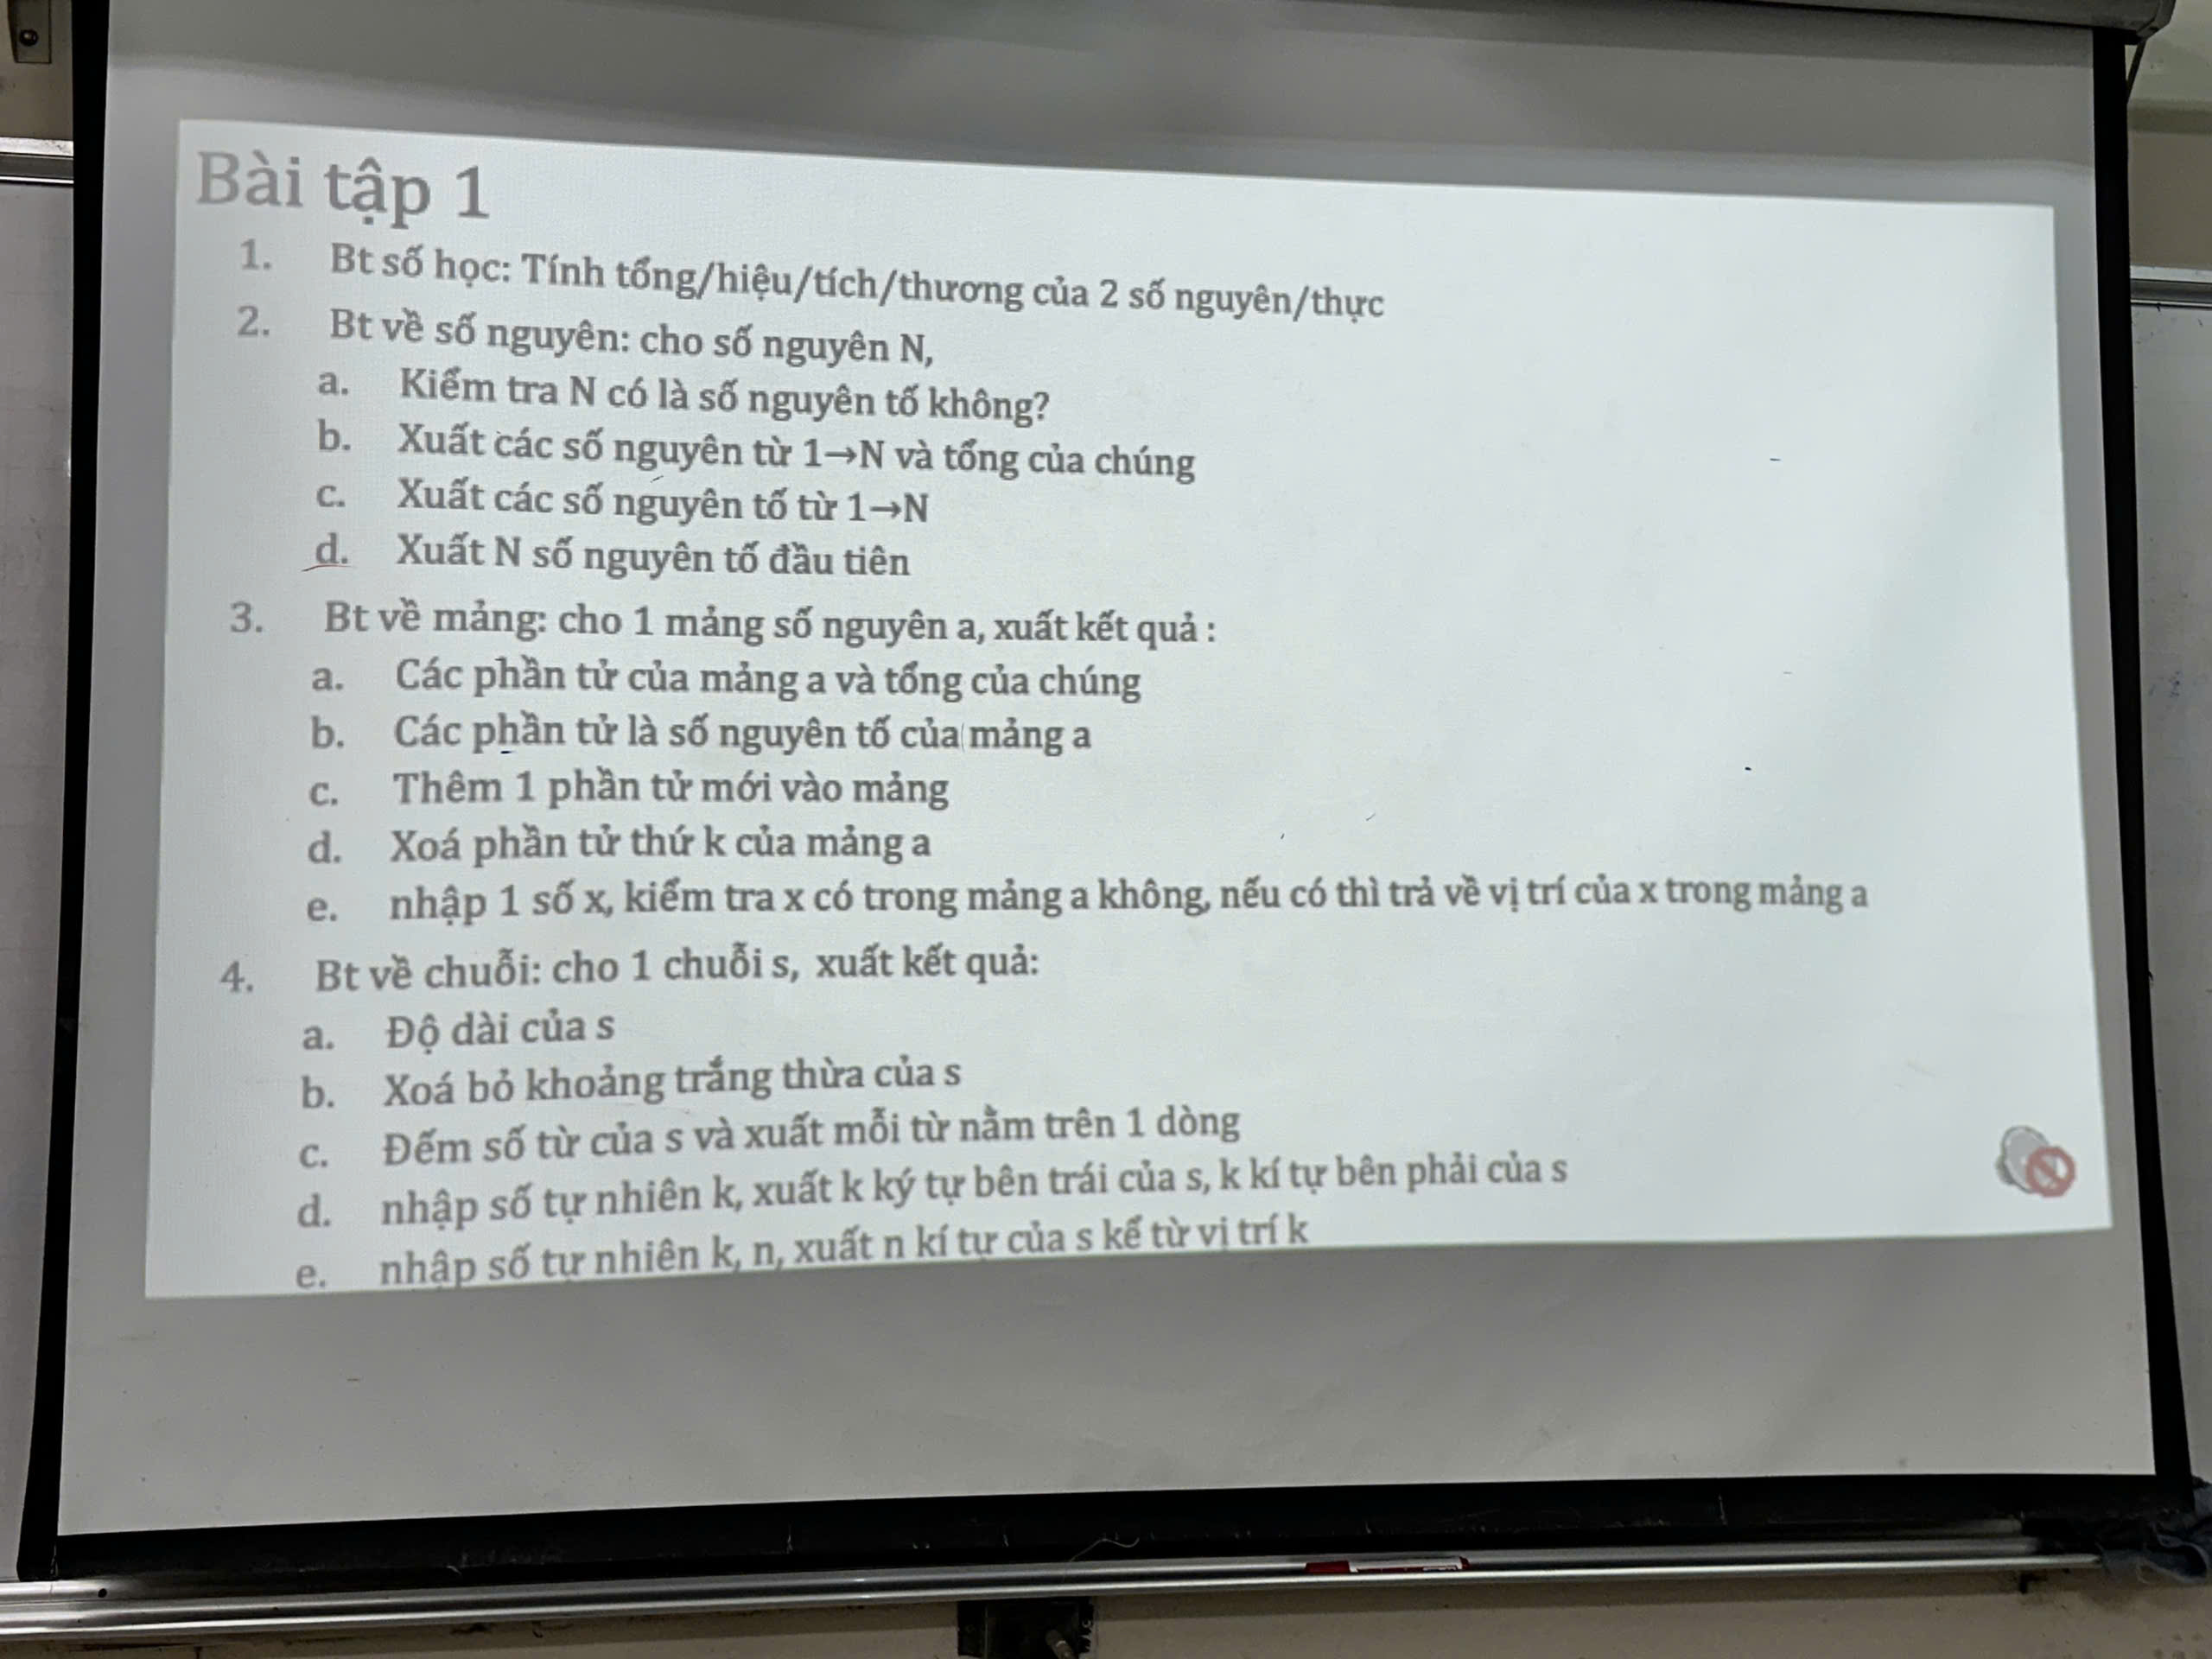 Bài tập 1
1. Bt số học: Tính tổng/hiệu/tích/thương của 2 số nguyên/thực
2. Bt về số nguyên: cho số nguyên N,
a. Kiểm tra N có là số nguyên tố không?
b. Xuất các số nguyên từ 1→N và tổng của chúng
c. Xuất các số nguyên tố từ 1→N
d. Xuất N số nguyên tố đầu tiên
3. Bt về mảng: cho 1 mảng số nguyên a, xuất kết quả :
a. Các phần tử của mảng a và tổng của chúng
b. Các phần tử là số nguyên tố của mảng a
c. Thêm 1 phần tử mới vào mảng
d. Xoá phần tử thứ k của mảng a
e. nhập 1 số x, kiểm tra x có trong mảng a không, nếu có thì trả về vị trí của x trong mảng a
4. Bt về chuỗi: cho 1 chuỗi s, xuất kết quả:
a. Độ dài của s
b. Xoá bỏ khoảng trắng thừa của s
c. Đếm số từ của s và xuất mỗi từ nằm trên 1 dòng
d. nhập số tự nhiên k, xuất k ký tự bên trái của s, k kí tự bên phải của s
e. nhập số tự nhiên k, n, xuất n kí tự của s kể từ vị trí k